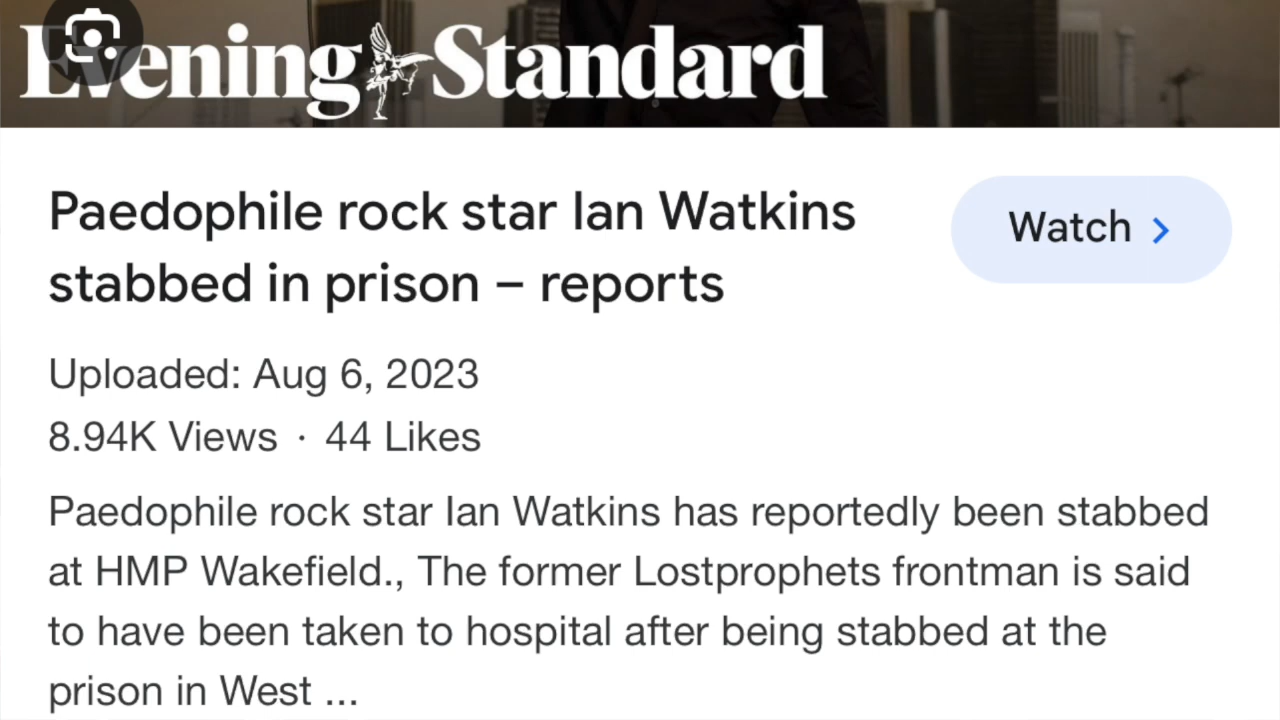 Evening Standard
Paedophile rock star Ian Watkins
stabbed in prison – reports
Watch
Uploaded: Aug 6, 2023
8.94K Views · 44 Likes
Paedophile rock star Ian Watkins has reportedly been stabbed
at HMP Wakefield., The former Lostprophets frontman is said
to have been taken to hospital after being stabbed at the
prison in West ...